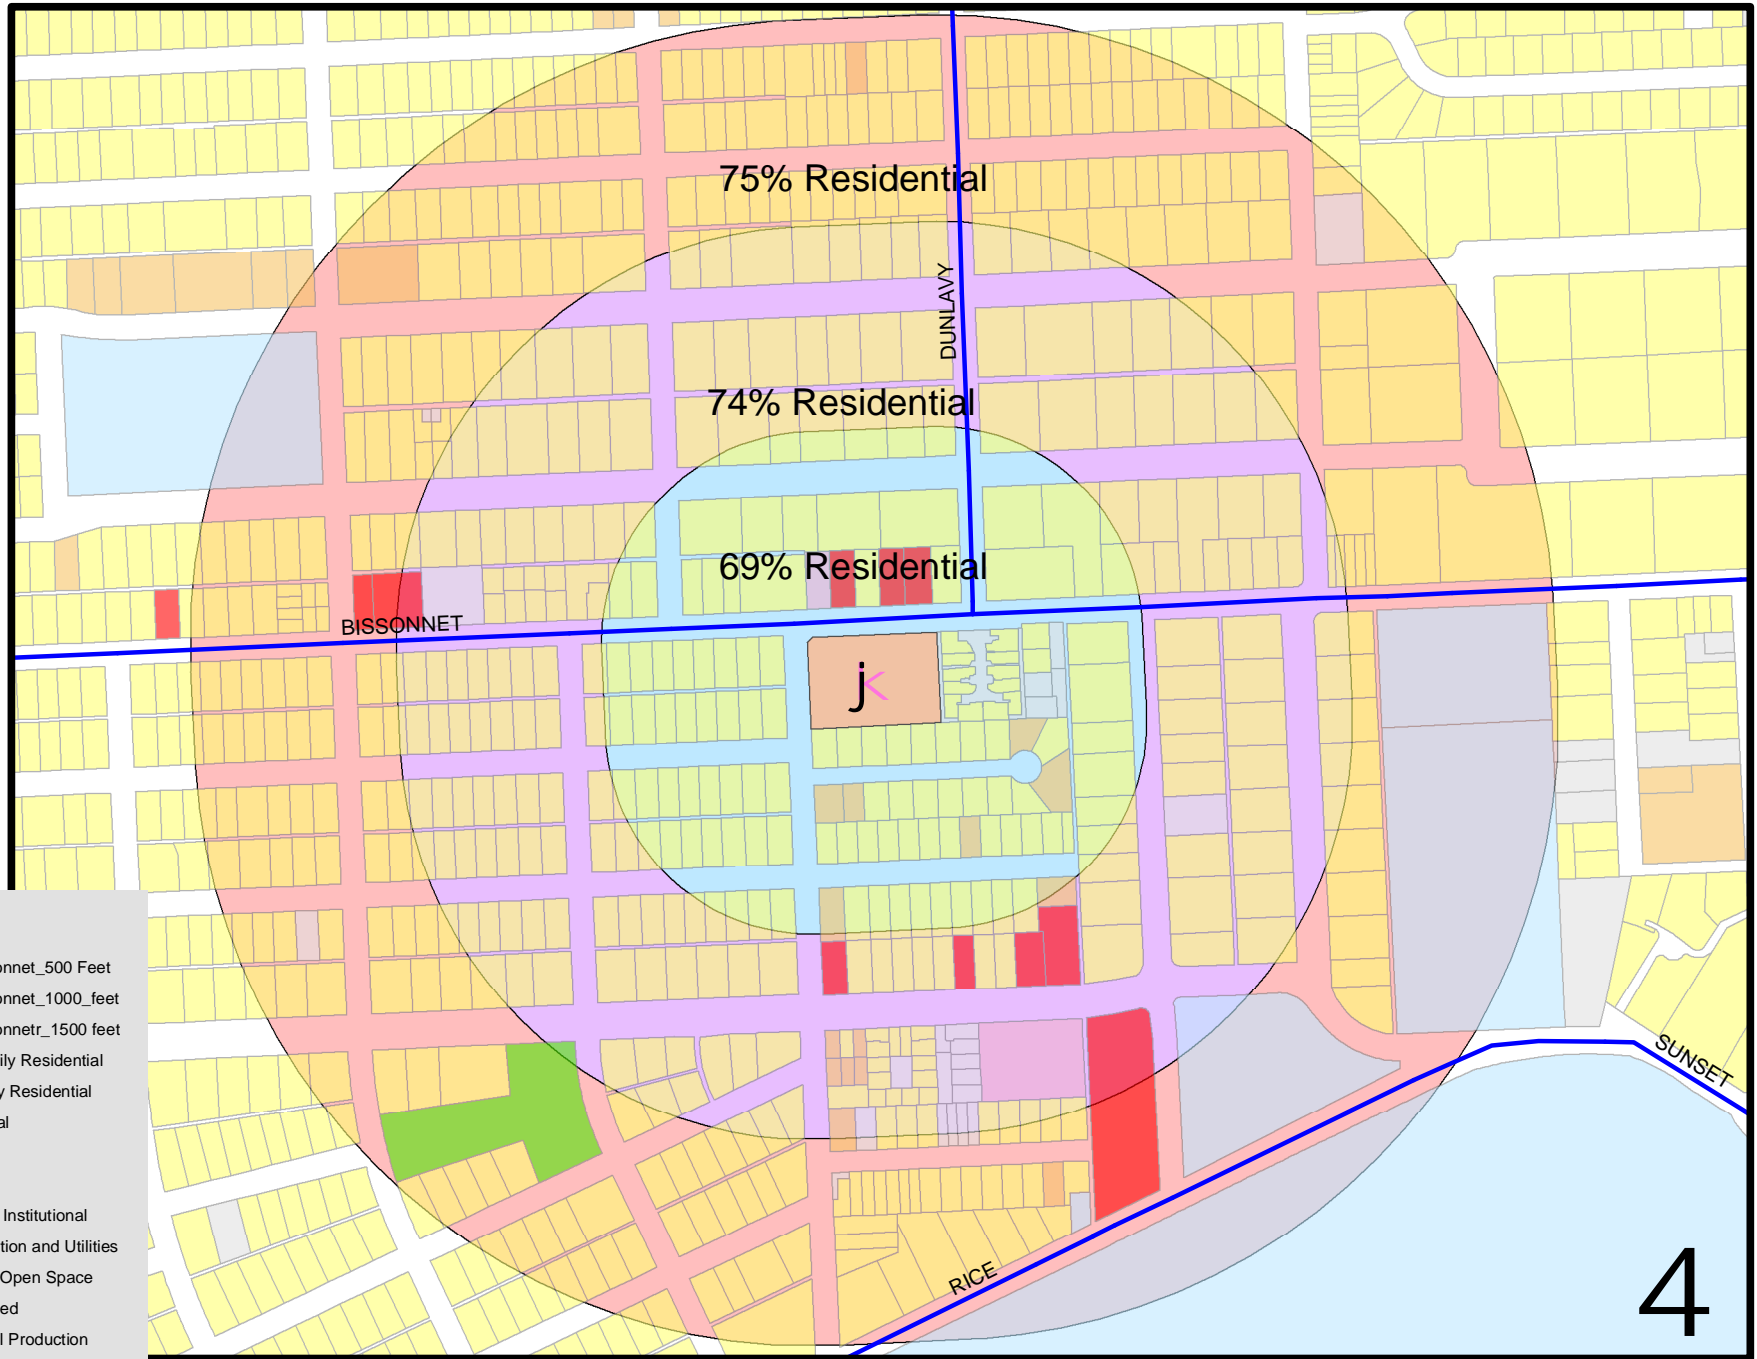 75% Residential
DUNLAVY
74% Residential
69% Residential
BISSONNET
j
onnet_500 Feet
onnet_1000_feet
onnetr_1500 feet
ily Residential
y Residential
al
Institutional
tion and Utilities
Open Space
ed
l Production
SUNSET
RICE
4